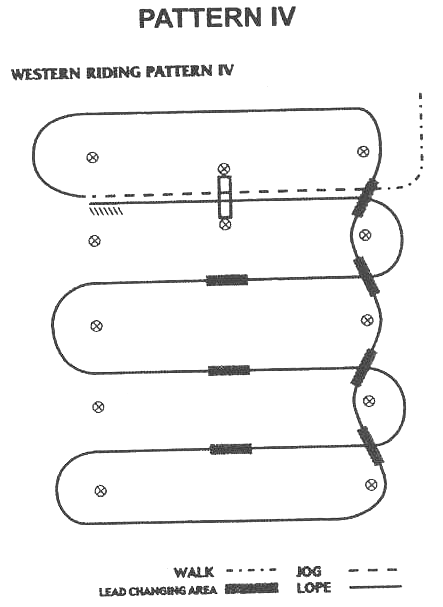 PATTERN IV
WESTERN RIDING PATTERN IV
WALK JOG
LEAD CHANGING AREA LOPE